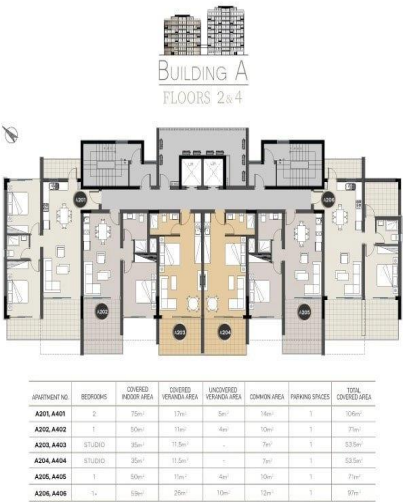 BUILDING A
FLOORS 2 & 4
A201
A206
A202
A205
A203
A204
APARTMENT NO. BEDROOMS COVERED INDOOR AREA COVERED VERANDA AREA UNCOVERED VERANDA AREA COMMON AREA PARKING SPACES TOTAL COVERED AREA
A201, A401 2 75m² 17m² 5m² 14m² 1 106m²
A202, A402 1 50m² 11m² 4m² 10m² 1 71m²
A203, A403 STUDIO 35m² 11.5m² - 7m² 1 53.5m²
A204, A404 STUDIO 35m² 11.5m² - 7m² 1 53.5m²
A205, A405 1 50m² 11m² 4m² 10m² 1 71m²
A206, A406 1+ 59m² 26m² 10m² 12m² 1 97m²